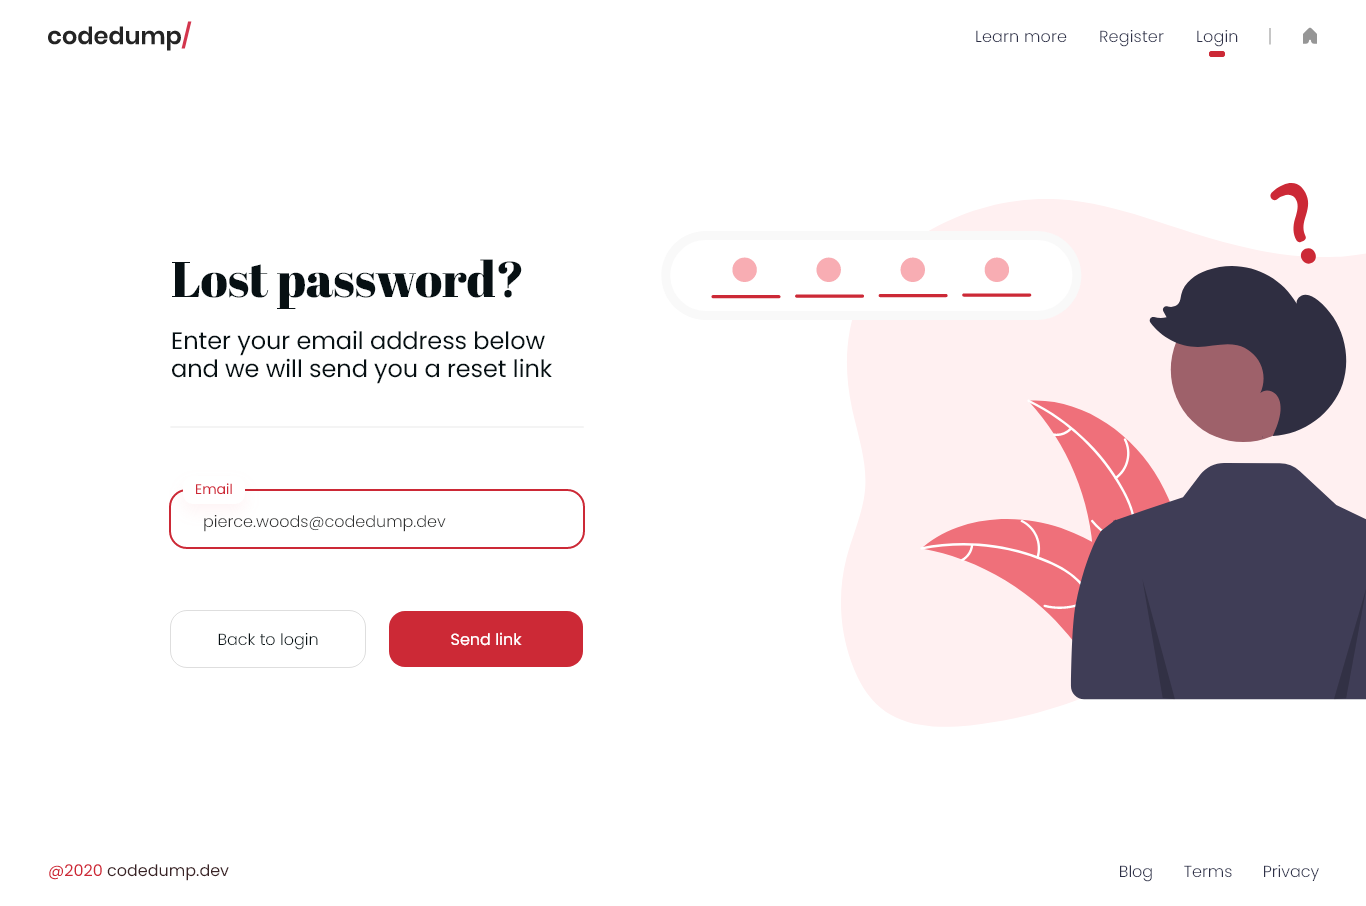 codedump/
Learn more
Register
Login
?
Lost password?
Enter your email address below
and we will send you a reset link
Email
pierce.woods@codedump.dev
Back to login
Send link
@2020 codedump.dev
Blog
Terms
Privacy